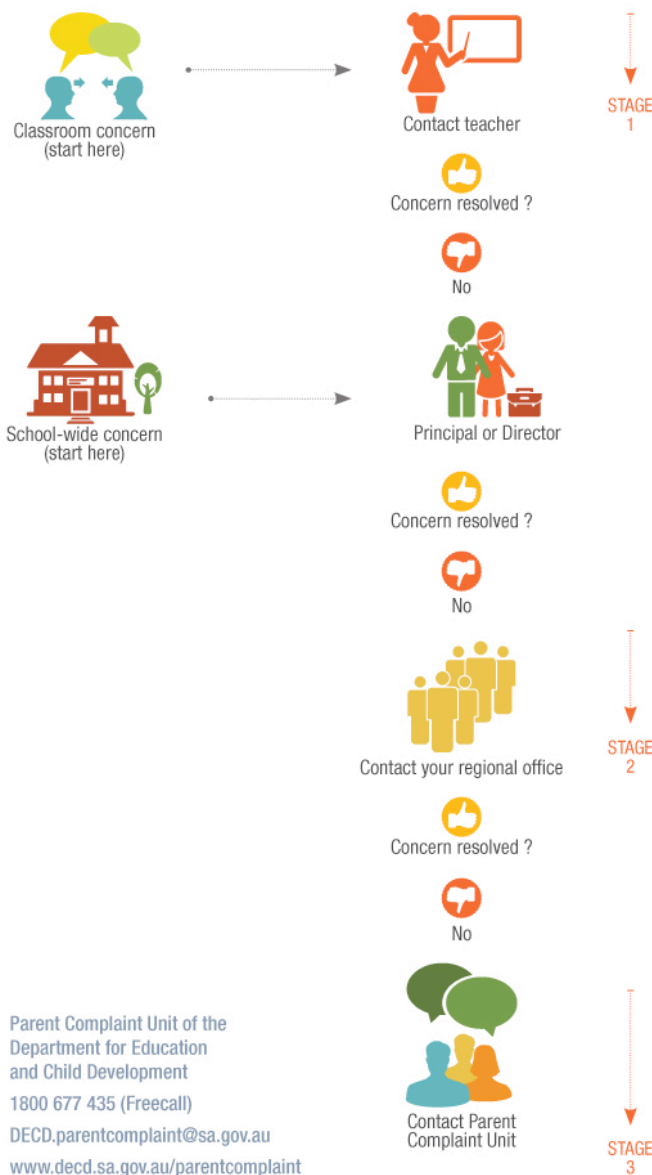 Classroom concern
(start here)
Contact teacher
STAGE
1
Concern resolved ?
No
School-wide concern
(start here)
Principal or Director
Concern resolved ?
No
Contact your regional office
STAGE
2
Concern resolved ?
No
Parent Complaint Unit of the
Department for Education
and Child Development
1800 677 435 (Freecall)
DECD.parentcomplaint@sa.gov.au
www.decd.sa.gov.au/parentcomplaint
Contact Parent
Complaint Unit
STAGE
3